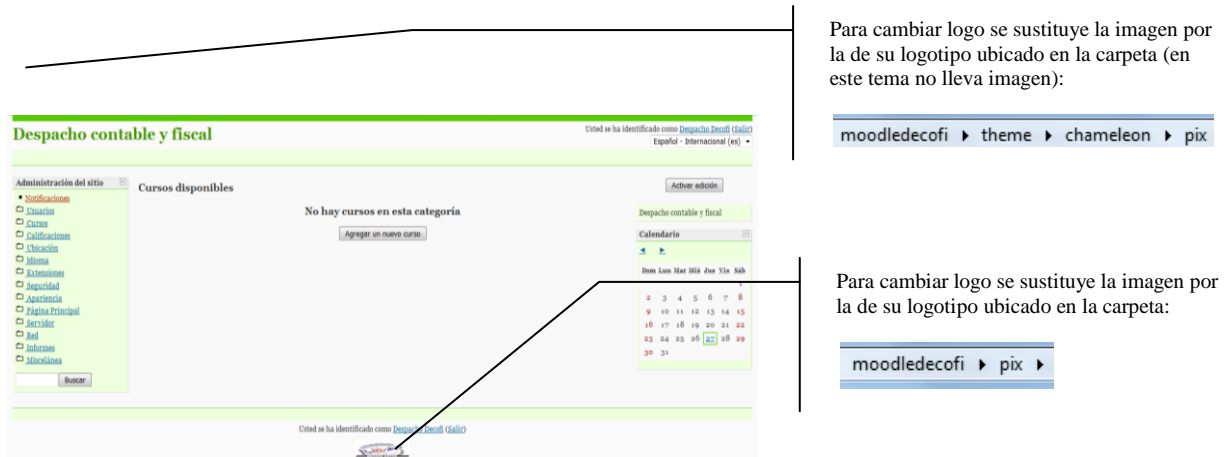 Para cambiar logo se sustituye la imagen por
la de su logotipo ubicado en la carpeta (en
este tema no lleva imagen):
moodledecofi ▸ theme ▸ chameleon ▸ pix
Despacho contable y fiscal
Usted se ha identificado como Despacho Decofi (Salir)
Español - Internacional (es)
Administración del sitio
Notificaciones
Usuarios
Cursos
Calificaciones
Ubicación
Idioma
Extensiones
Seguridad
Apariencia
Página Principal
Servidor
Red
Informes
Miscelánea
Buscar
Cursos disponibles
No hay cursos en esta categoría
Agregar un nuevo curso
Activar edición
Despacho contable y fiscal
Calendario
Dom Lun Mar Mié Jue Vie Sáb
1
2 3 4 5 6 7 8
9 10 11 12 13 14 15
16 17 18 19 20 21 22
23 24 25 26 27 28 29
30 31
Para cambiar logo se sustituye la imagen por
la de su logotipo ubicado en la carpeta:
moodledecofi ▸ pix ▸
Usted se ha identificado como Despacho Decofi (Salir)